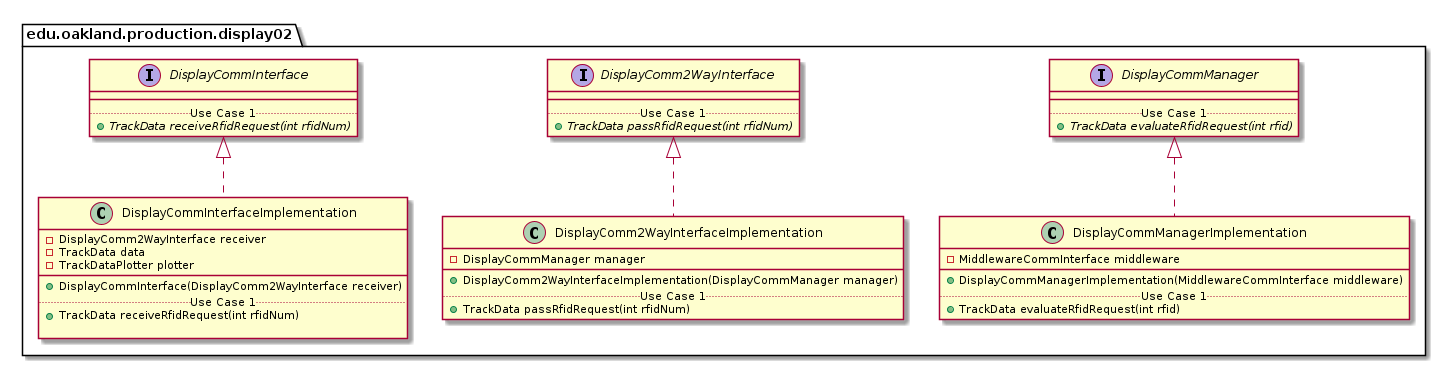 edu.oakland.production.display02
I DisplayCommInterface
Use Case 1
TrackData receiveRfidRequest(int rfidNum)
I DisplayComm2WayInterface
Use Case 1
TrackData passRfidRequest(int rfidNum)
I DisplayCommManager
Use Case 1
TrackData evaluateRfidRequest(int rfid)
C DisplayCommInterfaceImplementation
DisplayComm2WayInterface receiver
TrackData data
TrackDataPlotter plotter
DisplayCommInterface(DisplayComm2WayInterface receiver)
Use Case 1
TrackData receiveRfidRequest(int rfidNum)
C DisplayComm2WayInterfaceImplementation
DisplayCommManager manager
DisplayComm2WayInterfaceImplementation(DisplayCommManager manager)
Use Case 1
TrackData passRfidRequest(int rfidNum)
C DisplayCommManagerImplementation
MiddlewareCommInterface middleware
DisplayCommManagerImplementation(MiddlewareCommInterface middleware)
Use Case 1
TrackData evaluateRfidRequest(int rfid)